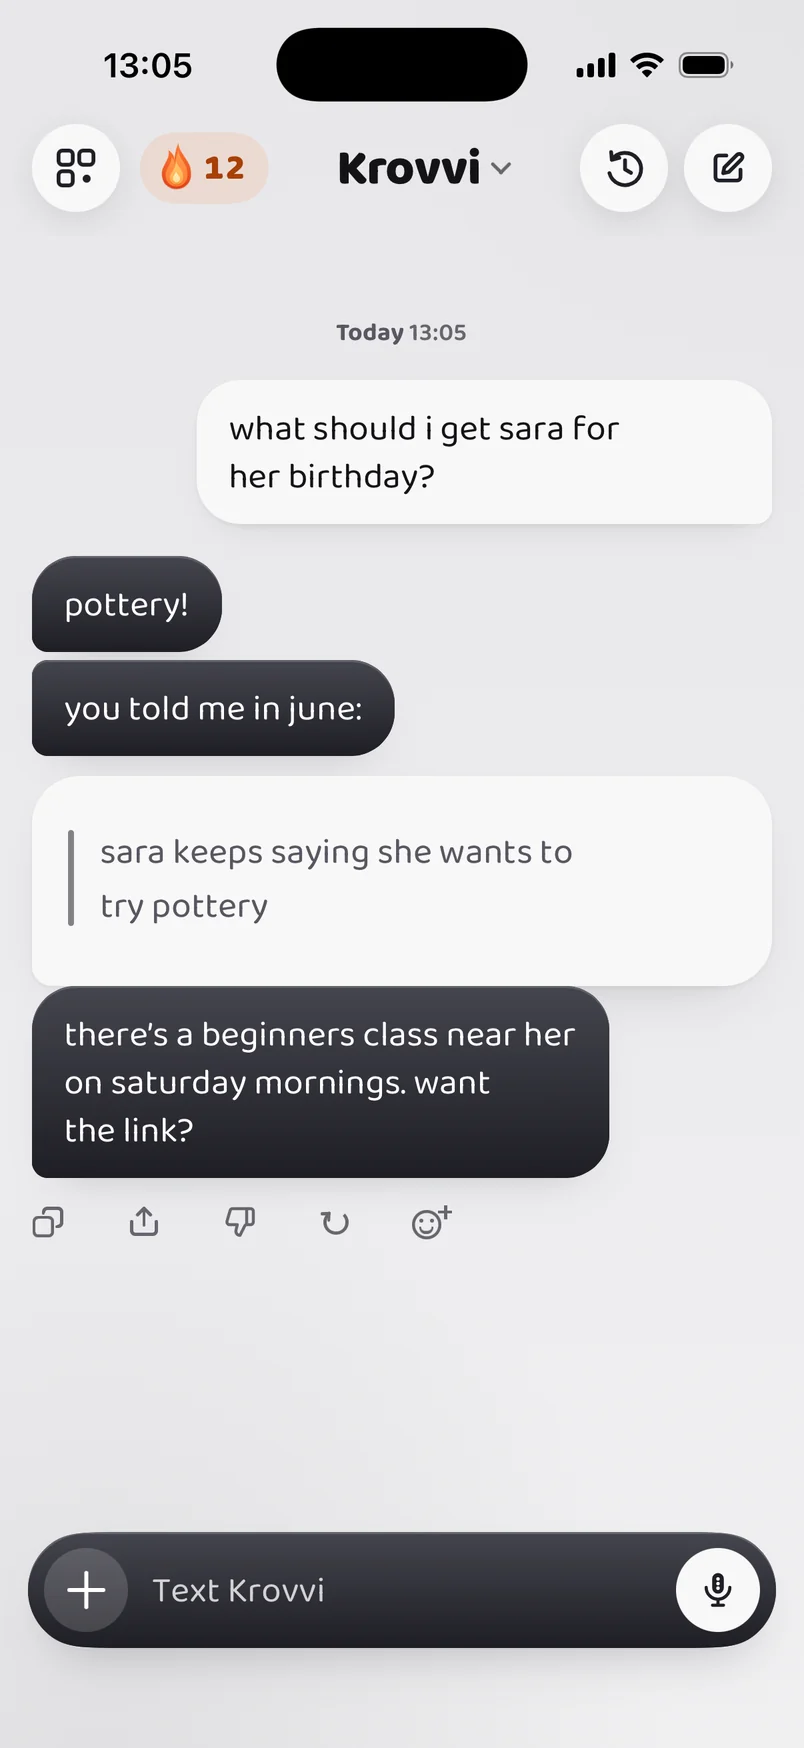 13:05
12
Krovvi
Today 13:05
what should i get sara for
her birthday?
pottery!
you told me in june:
sara keeps saying she wants to
try pottery
there's a beginners class near her
on saturday mornings. want
the link?
Text Krovvi